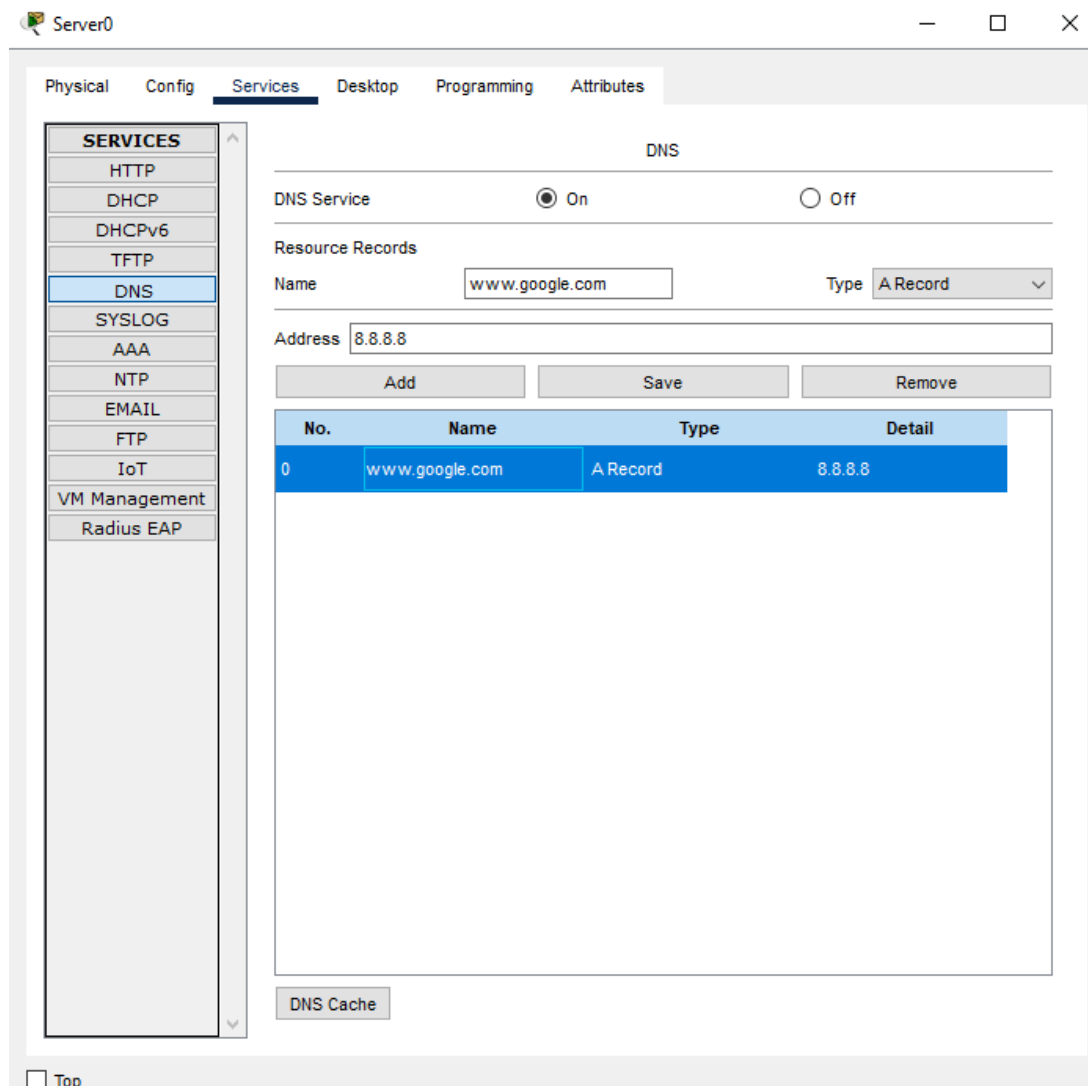 Server0
Physical Config Services Desktop Programming Attributes
SERVICES
HTTP
DHCP
DHCPv6
TFTP
DNS
SYSLOG
AAA
NTP
EMAIL
FTP
IoT
VM Management
Radius EAP
DNS
DNS Service On Off
Resource Records
Name www.google.com Type A Record
Address 8.8.8.8
Add Save Remove
No. Name Type Detail
0 www.google.com A Record 8.8.8.8
DNS Cache
Top